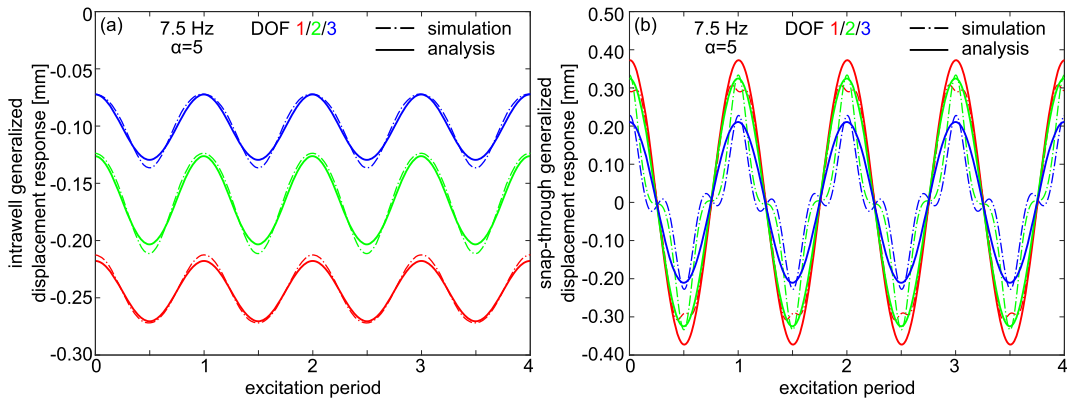 (a)
7.5 Hz
α=5
DOF 1/2/3
simulation
analysis
0
-0.05
-0.10
-0.15
-0.20
-0.25
-0.30
intrawell generalized
displacement response [mm]
0 1 2 3 4
excitation period
(b)
7.5 Hz
α=5
DOF 1/2/3
simulation
analysis
0.50
0.40
0.30
0.20
0.10
0
-0.10
-0.20
-0.30
-0.40
snap-through generalized
displacement response [mm]
0 1 2 3 4
excitation period